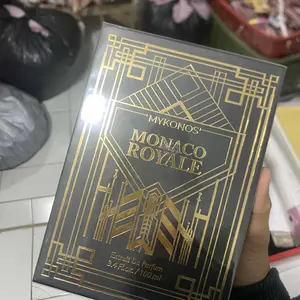 'MYKONOS'
MONACO
ROYALE
Extrait De Parfum
3.4 Fl.oz. / 100 ml